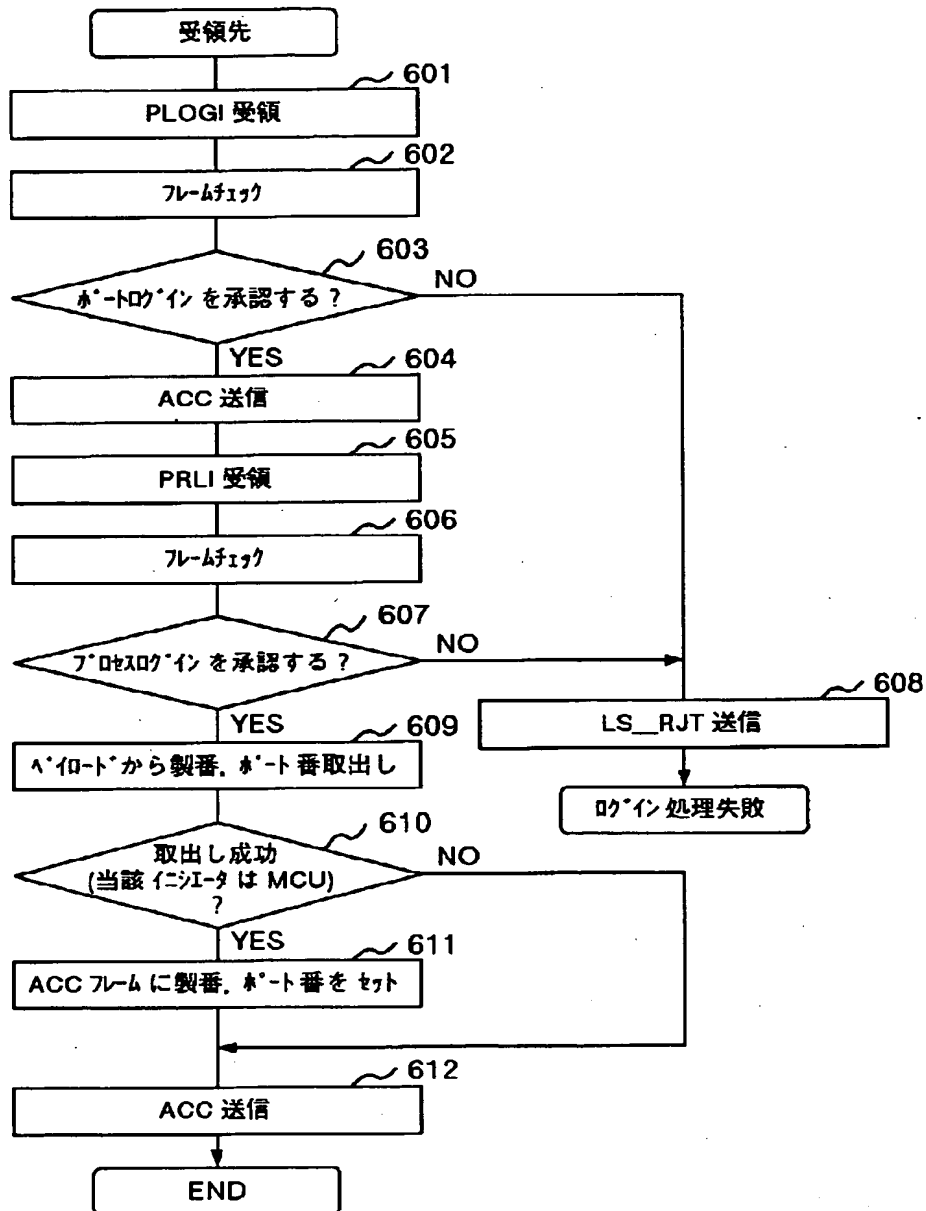 受領先
601
PLOGI 受領
602
ﾌﾚｰﾑﾁｪｯｸ
603
ﾎﾟｰﾄﾛｸﾞｲﾝ を承認する ?
NO
YES
604
ACC 送信
605
PRLI 受領
606
ﾌﾚｰﾑﾁｪｯｸ
607
ﾌﾟﾛｾｽﾛｸﾞｲﾝ を承認する ?
NO
YES
608
LS__RJT 送信
ﾛｸﾞｲﾝ 処理失敗
609
ﾍﾟｲﾛｰﾄﾞから製番, ﾎﾟｰﾄ番取出し
610
取出し成功
(当該 ｲﾆｼｴｰﾀ は MCU)
?
NO
YES
611
ACC ﾌﾚｰﾑ に製番, ﾎﾟｰﾄ番を ｾｯﾄ
612
ACC 送信
END